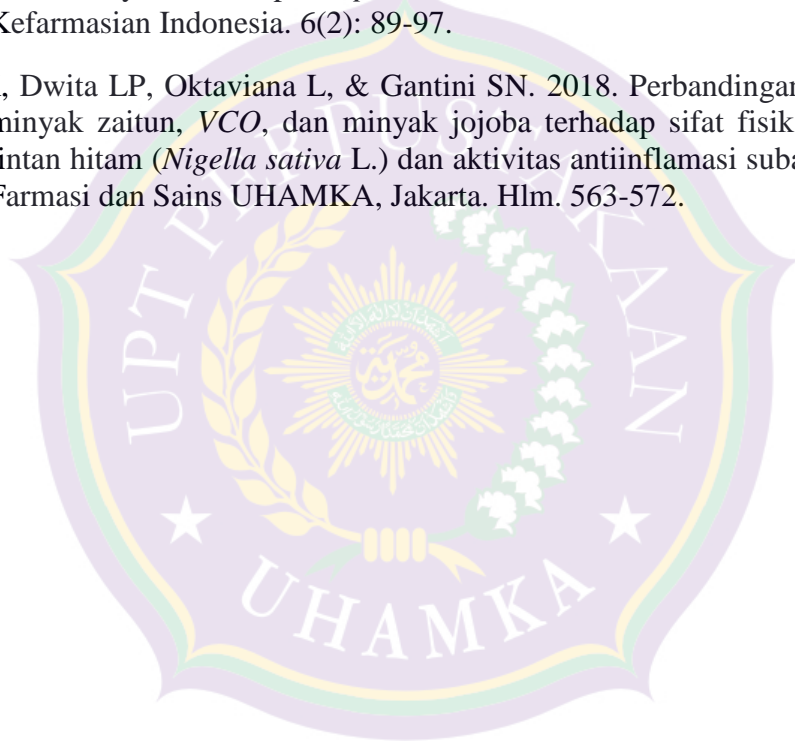 Kefarmasian Indonesia. 6(2): 89-97.
, Dwita LP, Oktaviana L, & Gantini SN. 2018. Perbandingan
minyak zaitun, VCO, dan minyak jojoba terhadap sifat fisik
intan hitam (Nigella sativa L.) dan aktivitas antiinflamasi suba
Farmasi dan Sains UHAMKA, Jakarta. Hlm. 563-572.
UPT PERPUSTAKAAN
UHAMKA